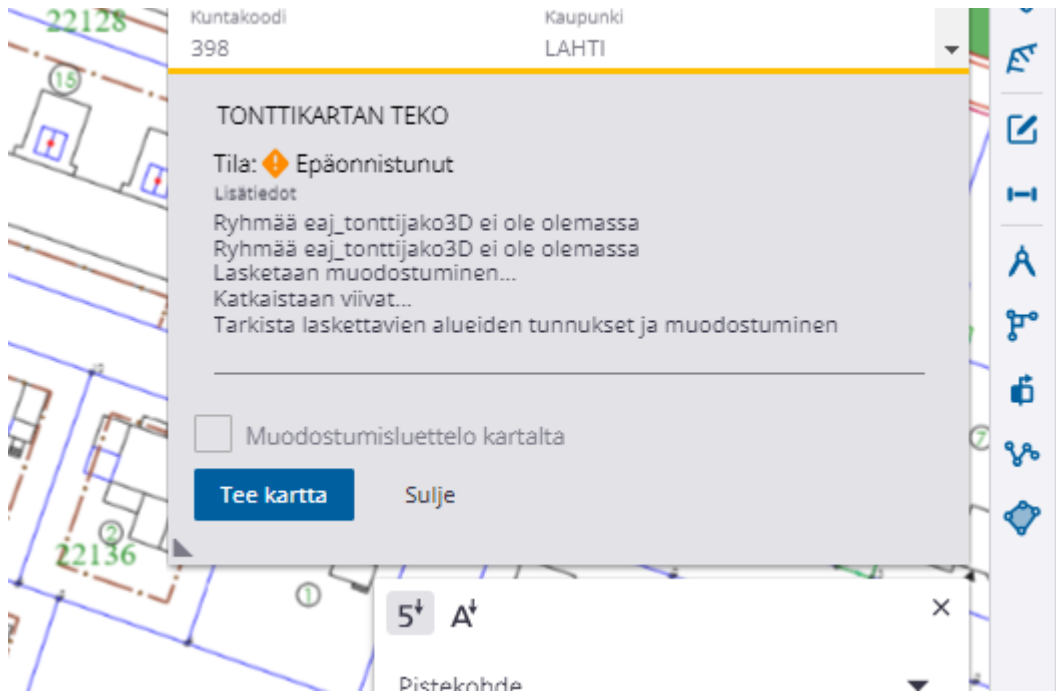 22128
Kuntakoodi Kaupunki
398 LAHTI
15
TONTTIKARTAN TEKO
Tila: Epäonnistunut
Lisätiedot
Ryhmää eaj_tonttijako3D ei ole olemassa
Ryhmää eaj_tonttijako3D ei ole olemassa
Lasketaan muodostuminen...
Katkaistaan viivat...
Tarkista laskettavien alueiden tunnukset ja muodostuminen
Muodostumisluettelo kartalta
7
Tee kartta Sulje
2
22136
1
5 A
Pistekohde